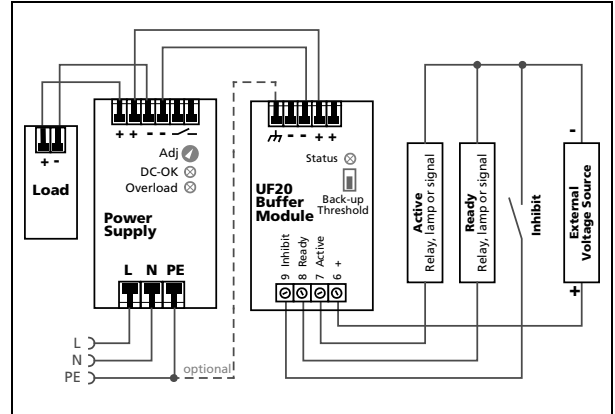 + -
Load
+ + - -
Adj
DC-OK
Overload
Power
Supply
L N PE
L
N
PE
optional
- - + +
Status
Back-up
Threshold
UF20
Buffer
Module
9 Inhibit
8 Ready
7 Active
6 +
Active
Relay, lamp or signal
Ready
Relay, lamp or signal
Inhibit
-
External
Voltage Source
+